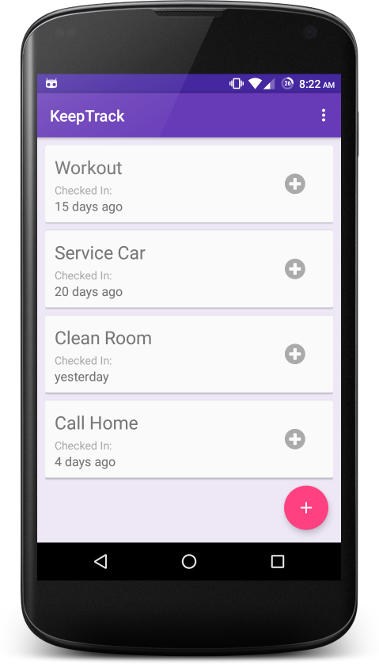 8:22 AM
KeepTrack
Workout
Checked In:
15 days ago
Service Car
Checked In:
20 days ago
Clean Room
Checked In:
yesterday
Call Home
Checked In:
4 days ago